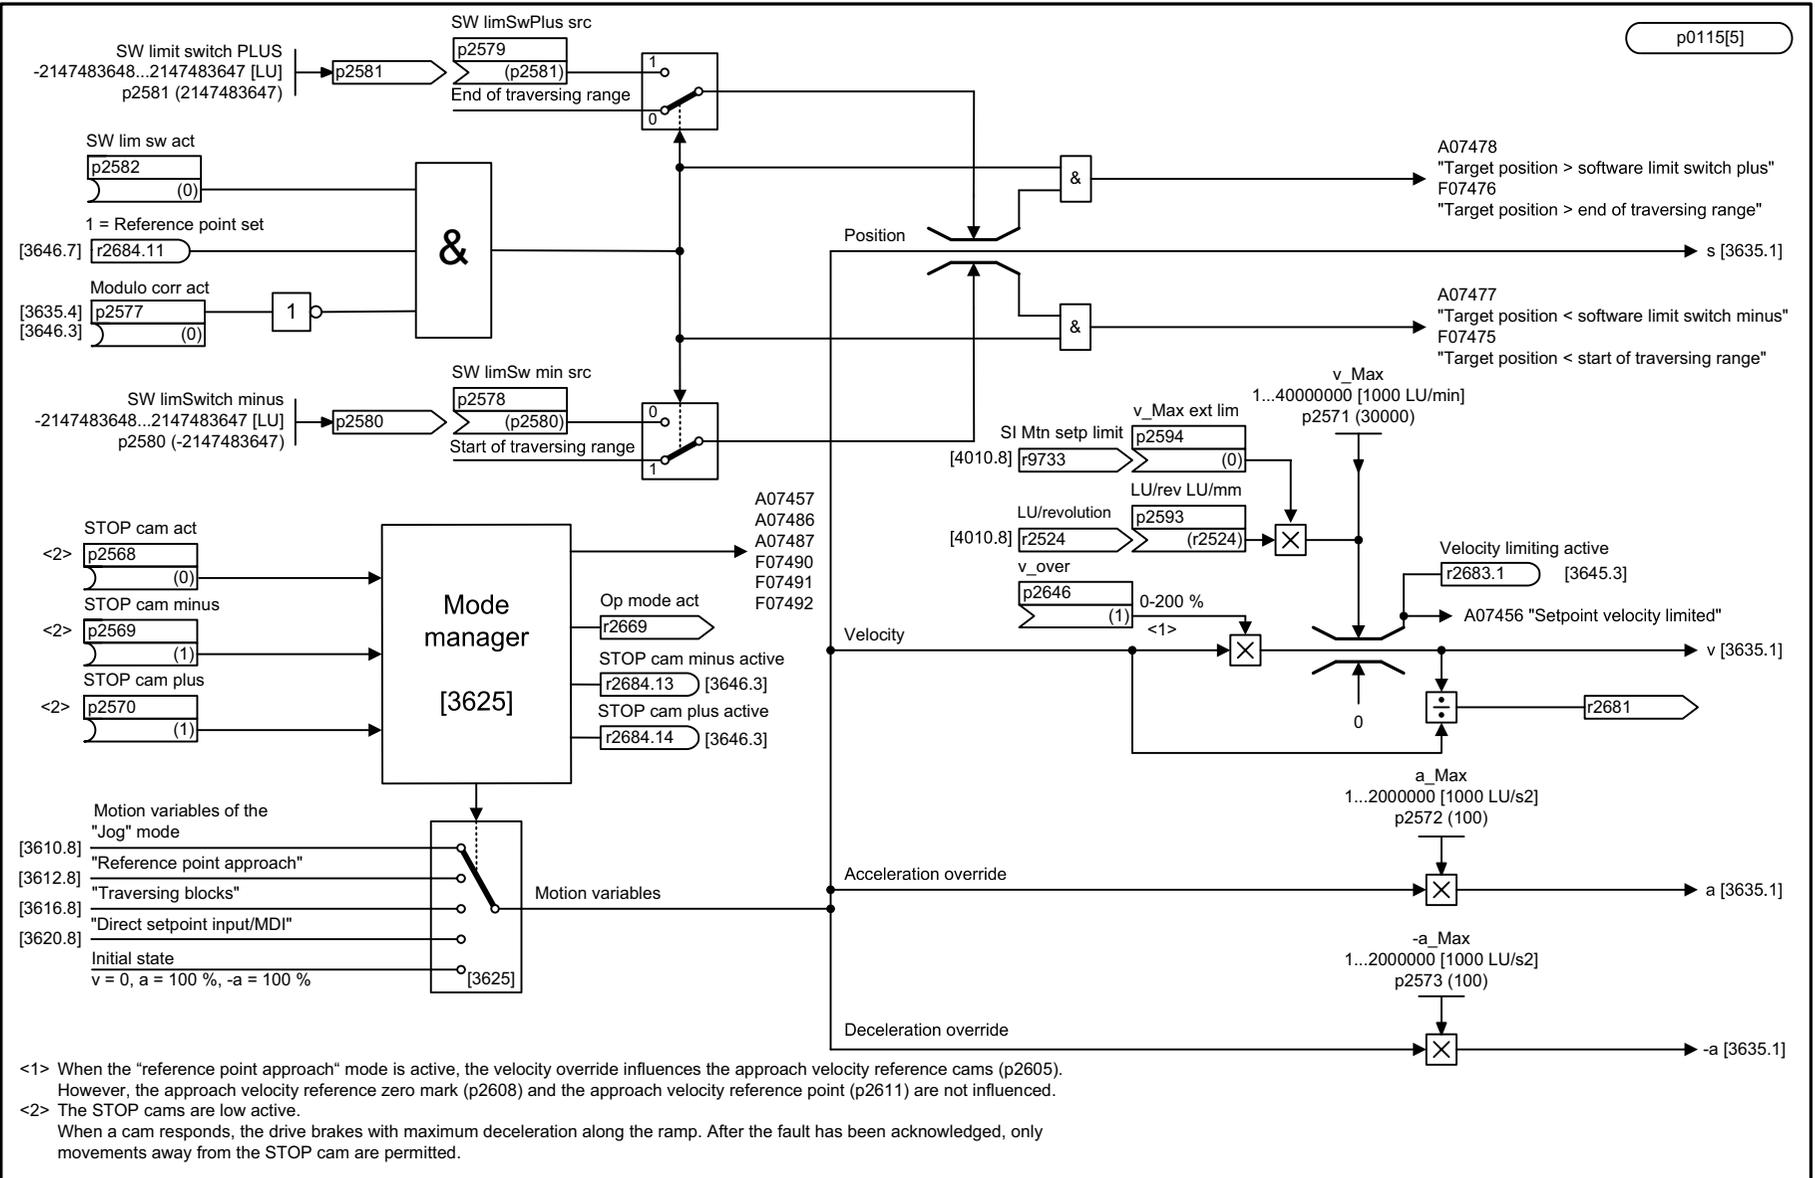 p0115[5]
SW limSwPlus src
SW limit switch PLUS
-2147483648...2147483647 [LU]
p2581 (2147483647)
p2581
p2579
(p2581)
End of traversing range
1
0
SW lim sw act
p2582
(0)
1 = Reference point set
[3646.7]
r2684.11
Modulo corr act
[3635.4]
[3646.3]
p2577
(0)
1
&
SW limSw min src
SW limSwitch minus
-2147483648...2147483647 [LU]
p2580 (-2147483647)
p2580
p2578
(p2580)
Start of traversing range
0
1
&
A07478
"Target position > software limit switch plus"
F07476
"Target position > end of traversing range"
Position
s [3635.1]
&
A07477
"Target position < software limit switch minus"
F07475
"Target position < start of traversing range"
v_Max
1...40000000 [1000 LU/min]
p2571 (30000)
v_Max ext lim
SI Mtn setp limit
[4010.8]
r9733
p2594
(0)
LU/rev LU/mm
LU/revolution
[4010.8]
r2524
p2593
(r2524)
v_over
p2646
(1)
0-200 %
<1>
Velocity limiting active
r2683.1
[3645.3]
A07456 "Setpoint velocity limited"
Velocity
v [3635.1]
0
r2681
STOP cam act
<2>
p2568
(0)
STOP cam minus
<2>
p2569
(1)
STOP cam plus
<2>
p2570
(1)
Mode
manager
[3625]
A07457
A07486
A07487
F07490
F07491
F07492
Op mode act
r2669
STOP cam minus active
r2684.13
[3646.3]
STOP cam plus active
r2684.14
[3646.3]
Motion variables of the
"Jog" mode
[3610.8]
"Reference point approach"
[3612.8]
"Traversing blocks"
[3616.8]
"Direct setpoint input/MDI"
[3620.8]
Initial state
v = 0, a = 100 %, -a = 100 %
[3625]
Motion variables
a_Max
1...2000000 [1000 LU/s2]
p2572 (100)
Acceleration override
a [3635.1]
-a_Max
1...2000000 [1000 LU/s2]
p2573 (100)
Deceleration override
-a [3635.1]
<1> When the “reference point approach“ mode is active, the velocity override influences the approach velocity reference cams (p2605).
However, the approach velocity reference zero mark (p2608) and the approach velocity reference point (p2611) are not influenced.
<2> The STOP cams are low active.
When a cam responds, the drive brakes with maximum deceleration along the ramp. After the fault has been acknowledged, only
movements away from the STOP cam are permitted.